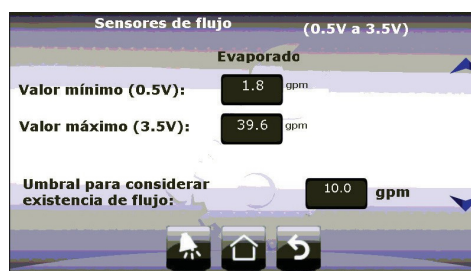 Sensores de flujo (0.5V a 3.5V)
Evaporado
Valor mínimo (0.5V): 1.8 gpm
Valor máximo (3.5V): 39.6 gpm
Umbral para considerar
existencia de flujo: 10.0 gpm